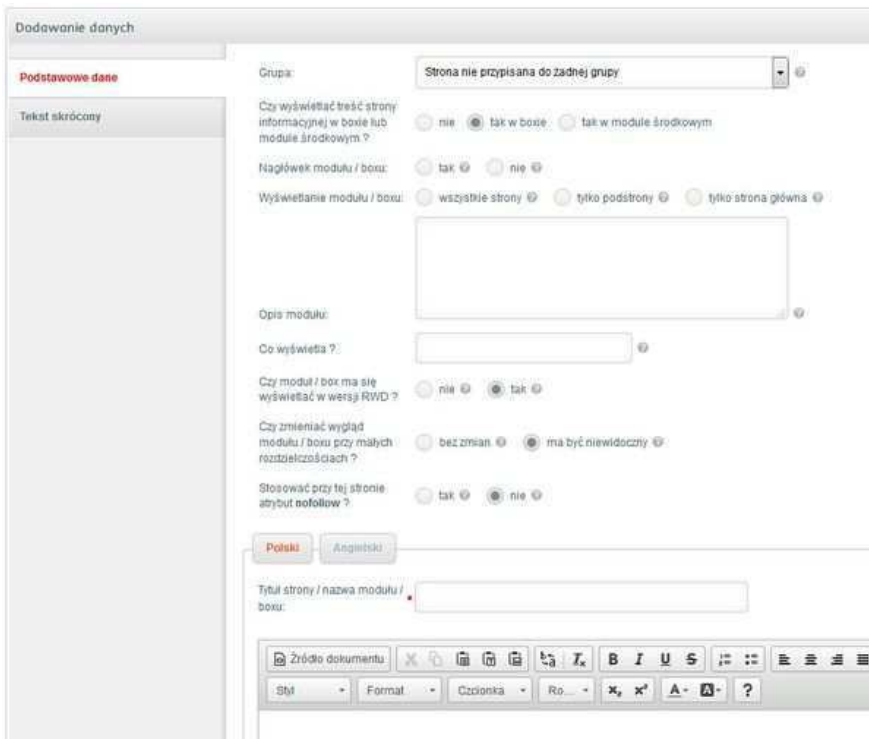 Dodawanie danych
Podstawowe dane
Tekst skrócony
Grupa:
Strona nie przypisana do żadnej grupy
Czy wyświetlać treść strony
informacyjnej w boxie lub
module środkowym ?
nie tak w boxie tak w module środkowym
Nagłówek modułu / boxu:
tak nie
Wyświetlanie modułu / boxu:
wszystkie strony tylko podstrony tylko strona główna
Opis modułu:
Co wyświetla ?
Czy moduł / box ma się
wyświetlać w wersji RWD ?
nie tak
Czy zmieniać wygląd
modułu / boxu przy małych
rozdzielczościach ?
bez zmian ma być niewidoczny
Stosować przy tej stronie
atrybut nofollow ?
tak nie
Polski Angielski
Tytuł strony / nazwa modułu /
boxu:
Źródło dokumentu
B I U S
Styl Format Czcionka Ro...
x₂ x² A A ?